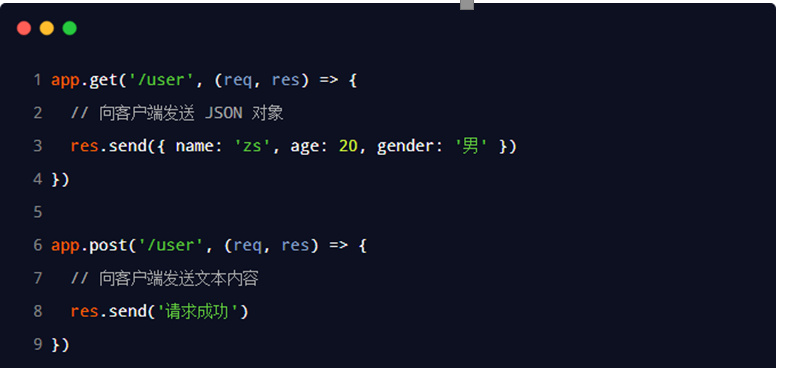 1 app.get('/user', (req, res) => {
2   // 向客户端发送 JSON 对象
3   res.send({ name: 'zs', age: 20, gender: '男' })
4 })
5
6 app.post('/user', (req, res) => {
7   // 向客户端发送文本内容
8   res.send('请求成功')
9 })